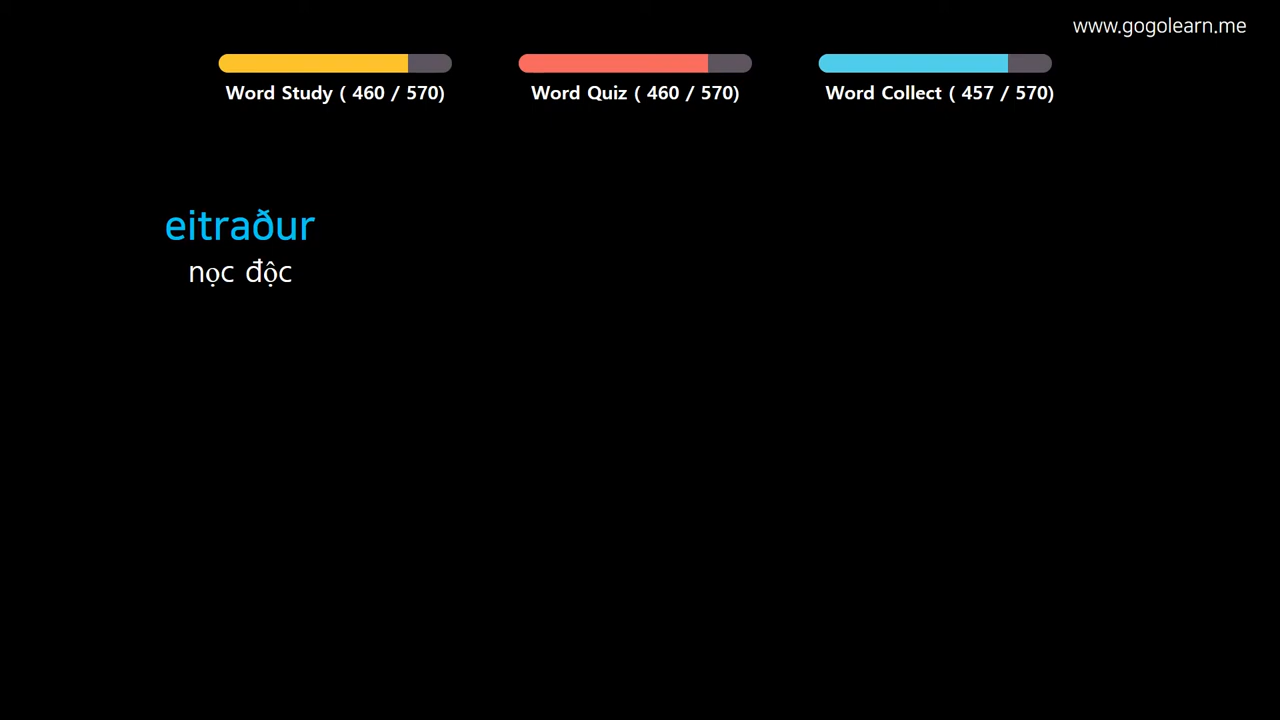 www.gogolearn.me
Word Study ( 460 / 570)
Word Quiz ( 460 / 570)
Word Collect ( 457 / 570)
eitraður
nọc độc